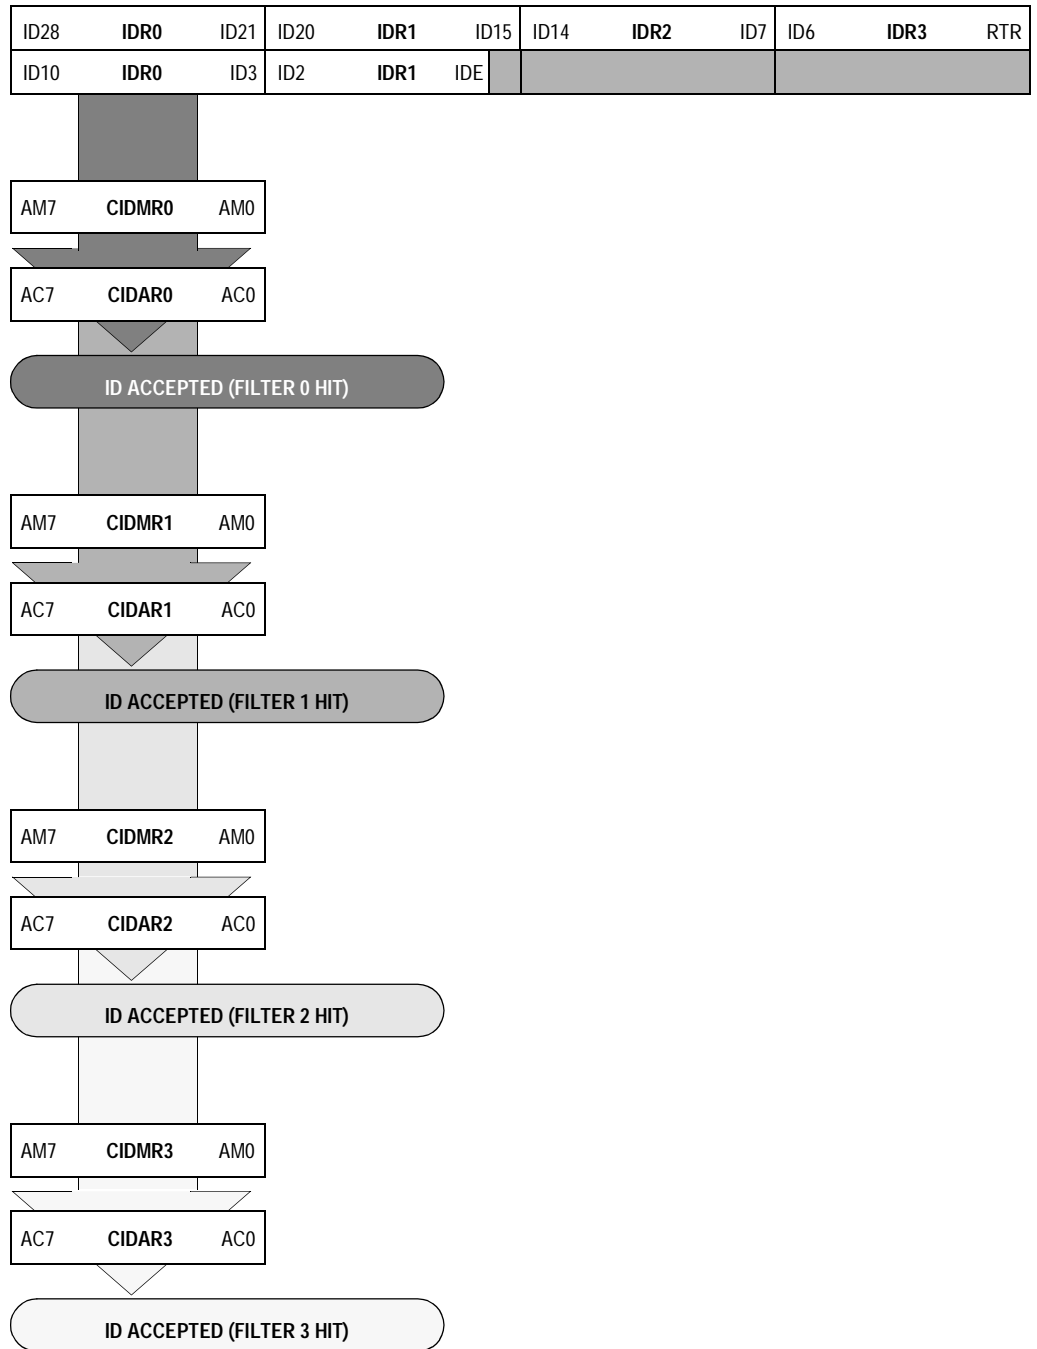 ID28 IDR0 ID21 ID20 IDR1 ID15 ID14 IDR2 ID7 ID6 IDR3 RTR
ID10 IDR0 ID3 ID2 IDR1 IDE
AM7 CIDMR0 AM0
AC7 CIDAR0 AC0
ID ACCEPTED (FILTER 0 HIT)
AM7 CIDMR1 AM0
AC7 CIDAR1 AC0
ID ACCEPTED (FILTER 1 HIT)
AM7 CIDMR2 AM0
AC7 CIDAR2 AC0
ID ACCEPTED (FILTER 2 HIT)
AM7 CIDMR3 AM0
AC7 CIDAR3 AC0
ID ACCEPTED (FILTER 3 HIT)